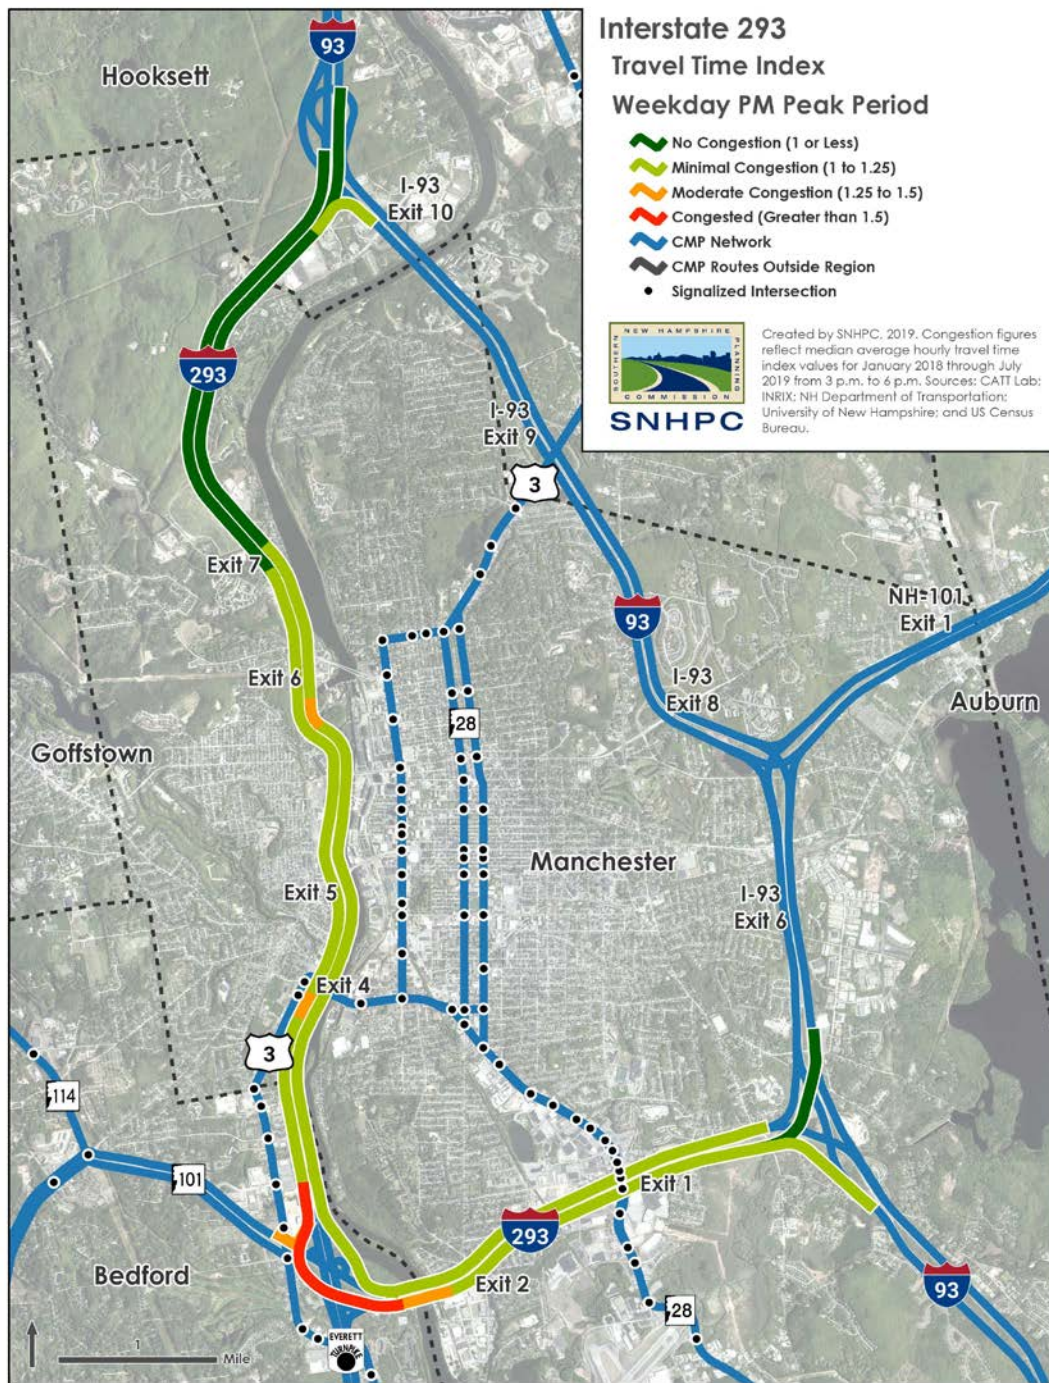 Interstate 293
Travel Time Index
Weekday PM Peak Period
No Congestion (1 or Less)
Minimal Congestion (1 to 1.25)
Moderate Congestion (1.25 to 1.5)
Congested (Greater than 1.5)
CMP Network
CMP Routes Outside Region
Signalized Intersection
SOUTHERN NEW HAMPSHIRE PLANNING COMMISSION
SNHPC
Created by SNHPC, 2019. Congestion figures
reflect median average hourly travel time
index values for January 2018 through July
2019 from 3 p.m. to 6 p.m. Sources: CATT Lab;
INRIX; NH Department of Transportation;
University of New Hampshire; and US Census
Bureau.
93
Hooksett
I-93
Exit 10
293
I-93
Exit 9
3
Exit 7
NH-101
Exit 1
93
Exit 6
I-93
Exit 8
Auburn
28
Goffstown
Manchester
Exit 5
I-93
Exit 6
Exit 4
3
114
101
Exit 1
293
Bedford
Exit 2
93
28
EVERETT
TURNPIKE
1
Mile